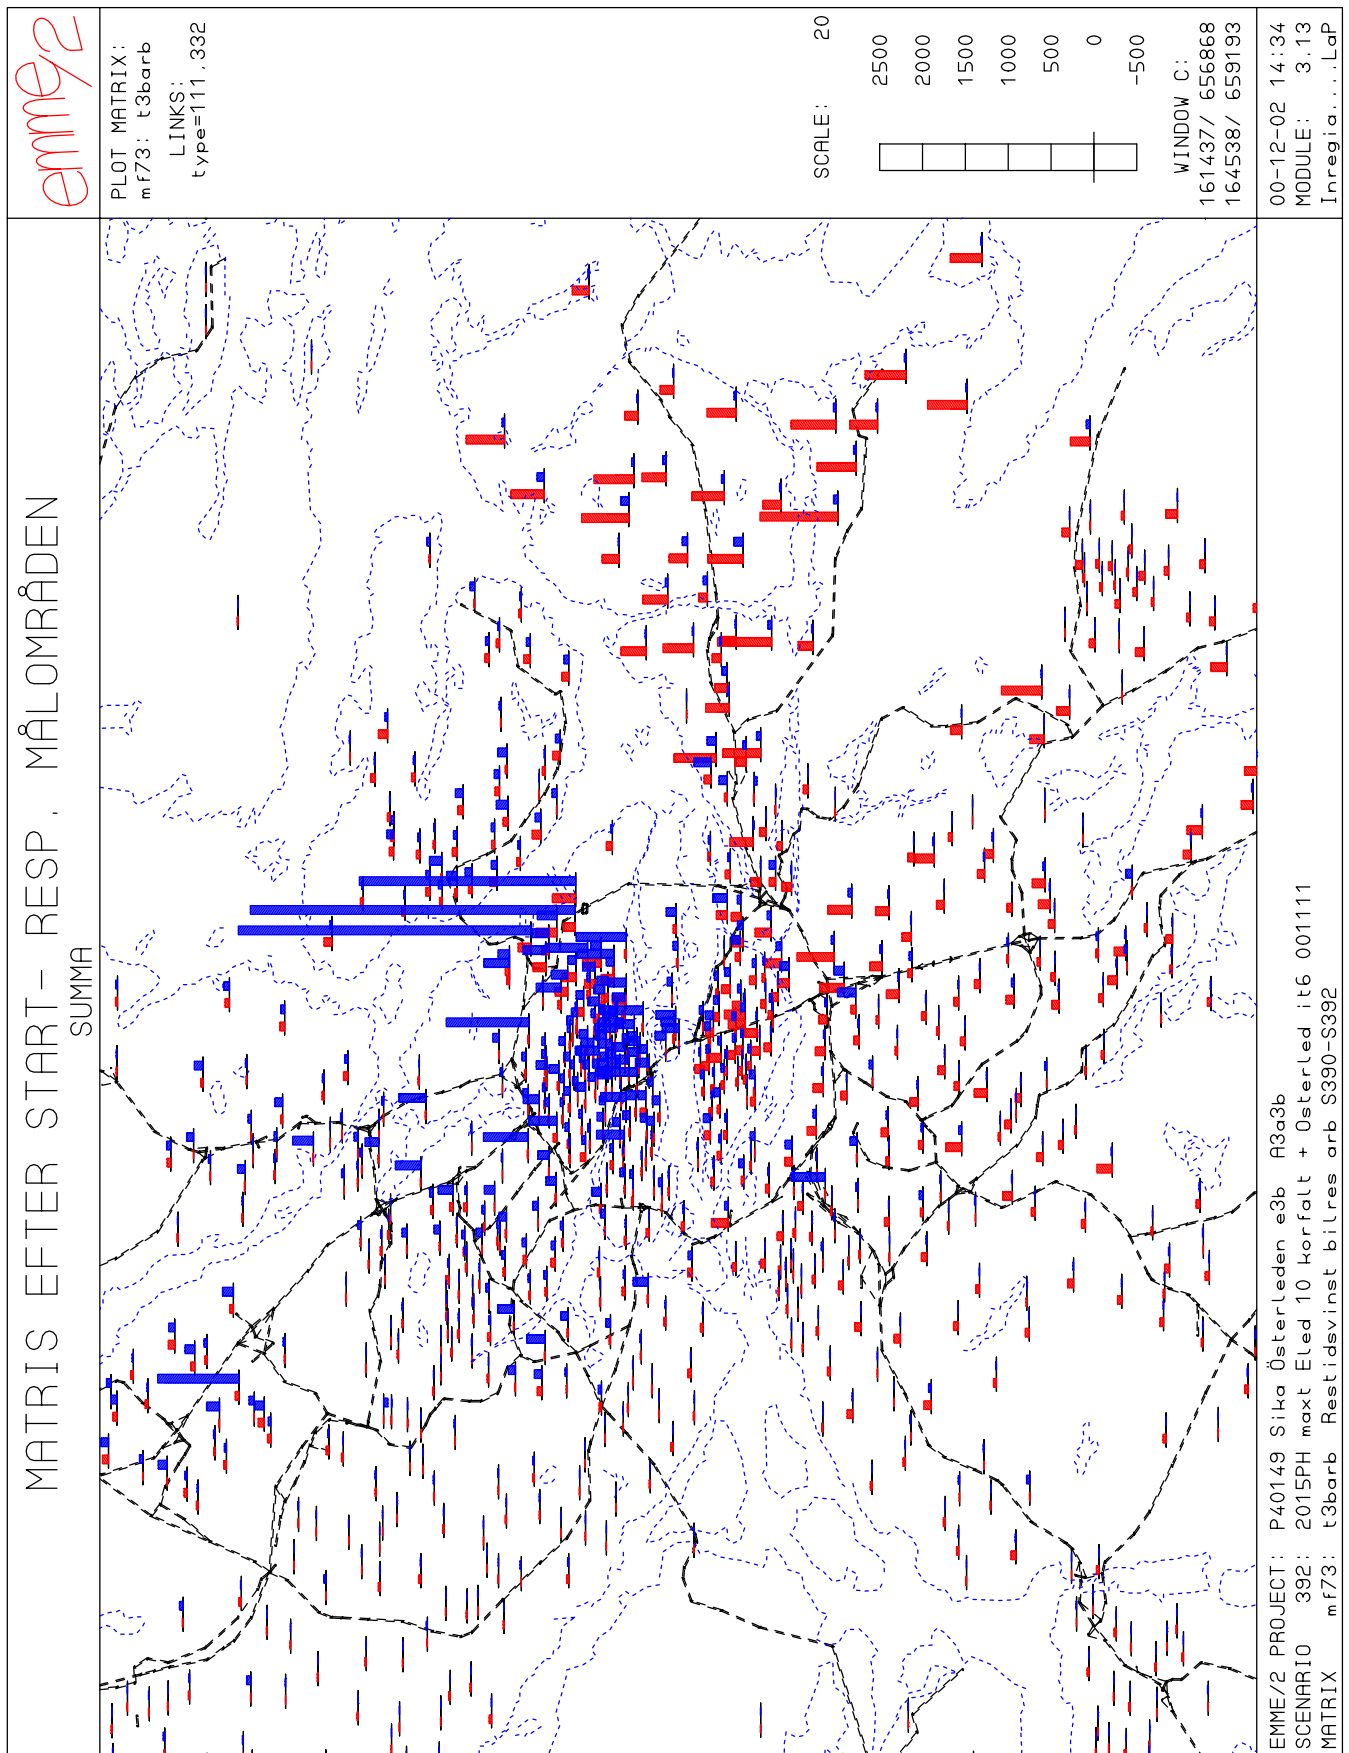 MATRIS EFTER START- RESP. MÅLOMRÅDEN
SUMMA
emme/2
PLOT MATRIX:
mf73: t3barb
LINKS:
type=111,332
SCALE: 20
2500
2000
1500
1000
500
0
-500
WINDOW C:
161437/ 656868
164538/ 659193
EMME/2 PROJECT: P40149 Sika Österleden e3b A3a3b
SCENARIO 392: 2015PH maxt Eled 10 korfalt + Österled it6 001111
MATRIX mf73: t3barb Restidsvinst bilres arb S390-S392
00-12-02 14:34
MODULE: 3.13
Inregia....LaP